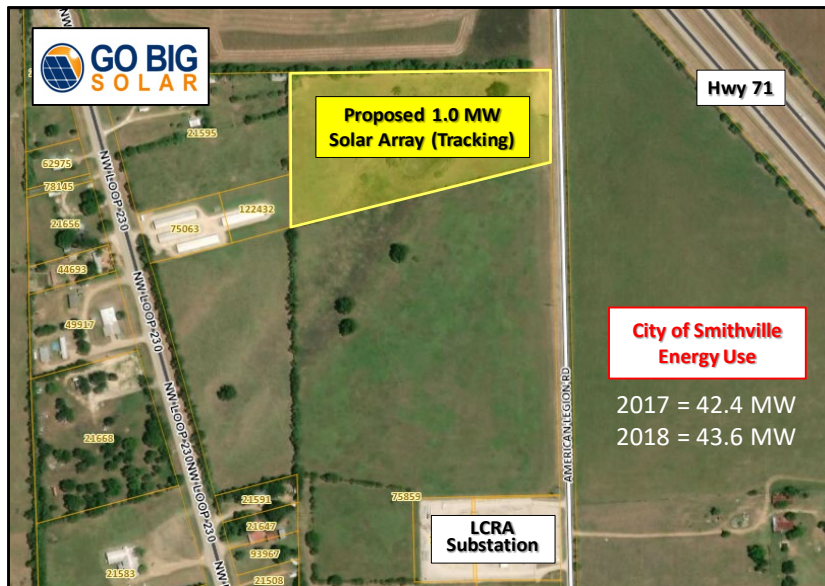 GO BIG
SOLAR
Hwy 71
Proposed 1.0 MW
Solar Array (Tracking)
21595
62975
78145
21656
NW LOOP 230
122432
75063
44693
NW LOOP 230
49917
City of Smithville
Energy Use
2017 = 42.4 MW
2018 = 43.6 MW
AMERICAN LEGION RD
21668
NW LOOP 230
NW LOOP 230
21591
75859
21647
LCRA
Substation
93967
21583
21508